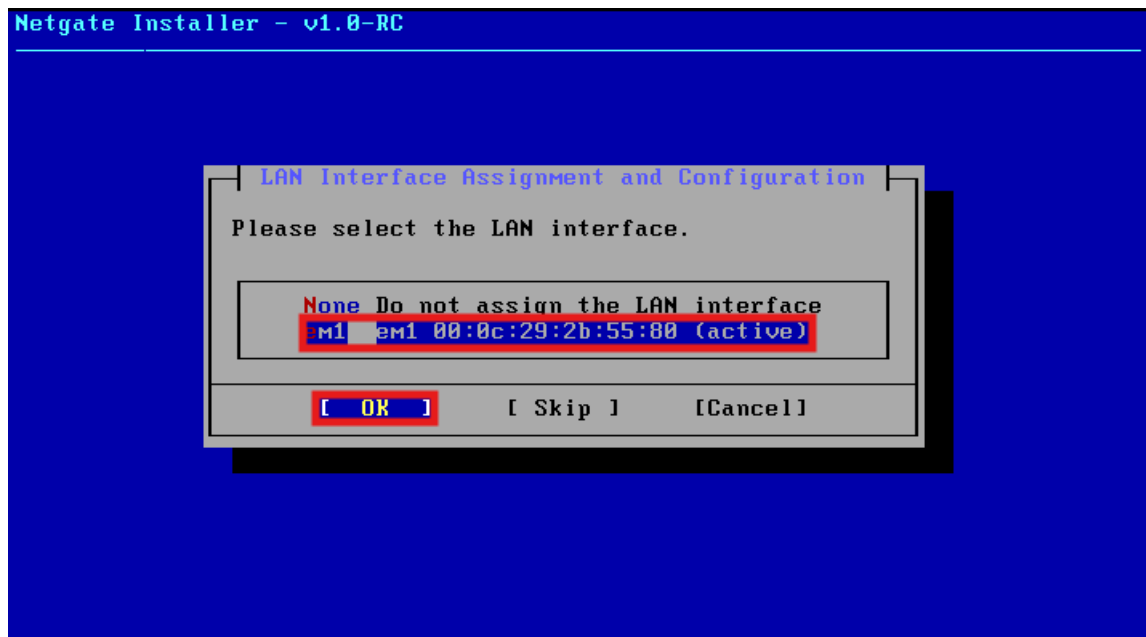 Netgate Installer - v1.0-RC
LAN Interface Assignment and Configuration
Please select the LAN interface.
None Do not assign the LAN interface
em1 em1 00:0c:29:2b:55:80 (active)
[ OK ] [ Skip ] [Cancel]